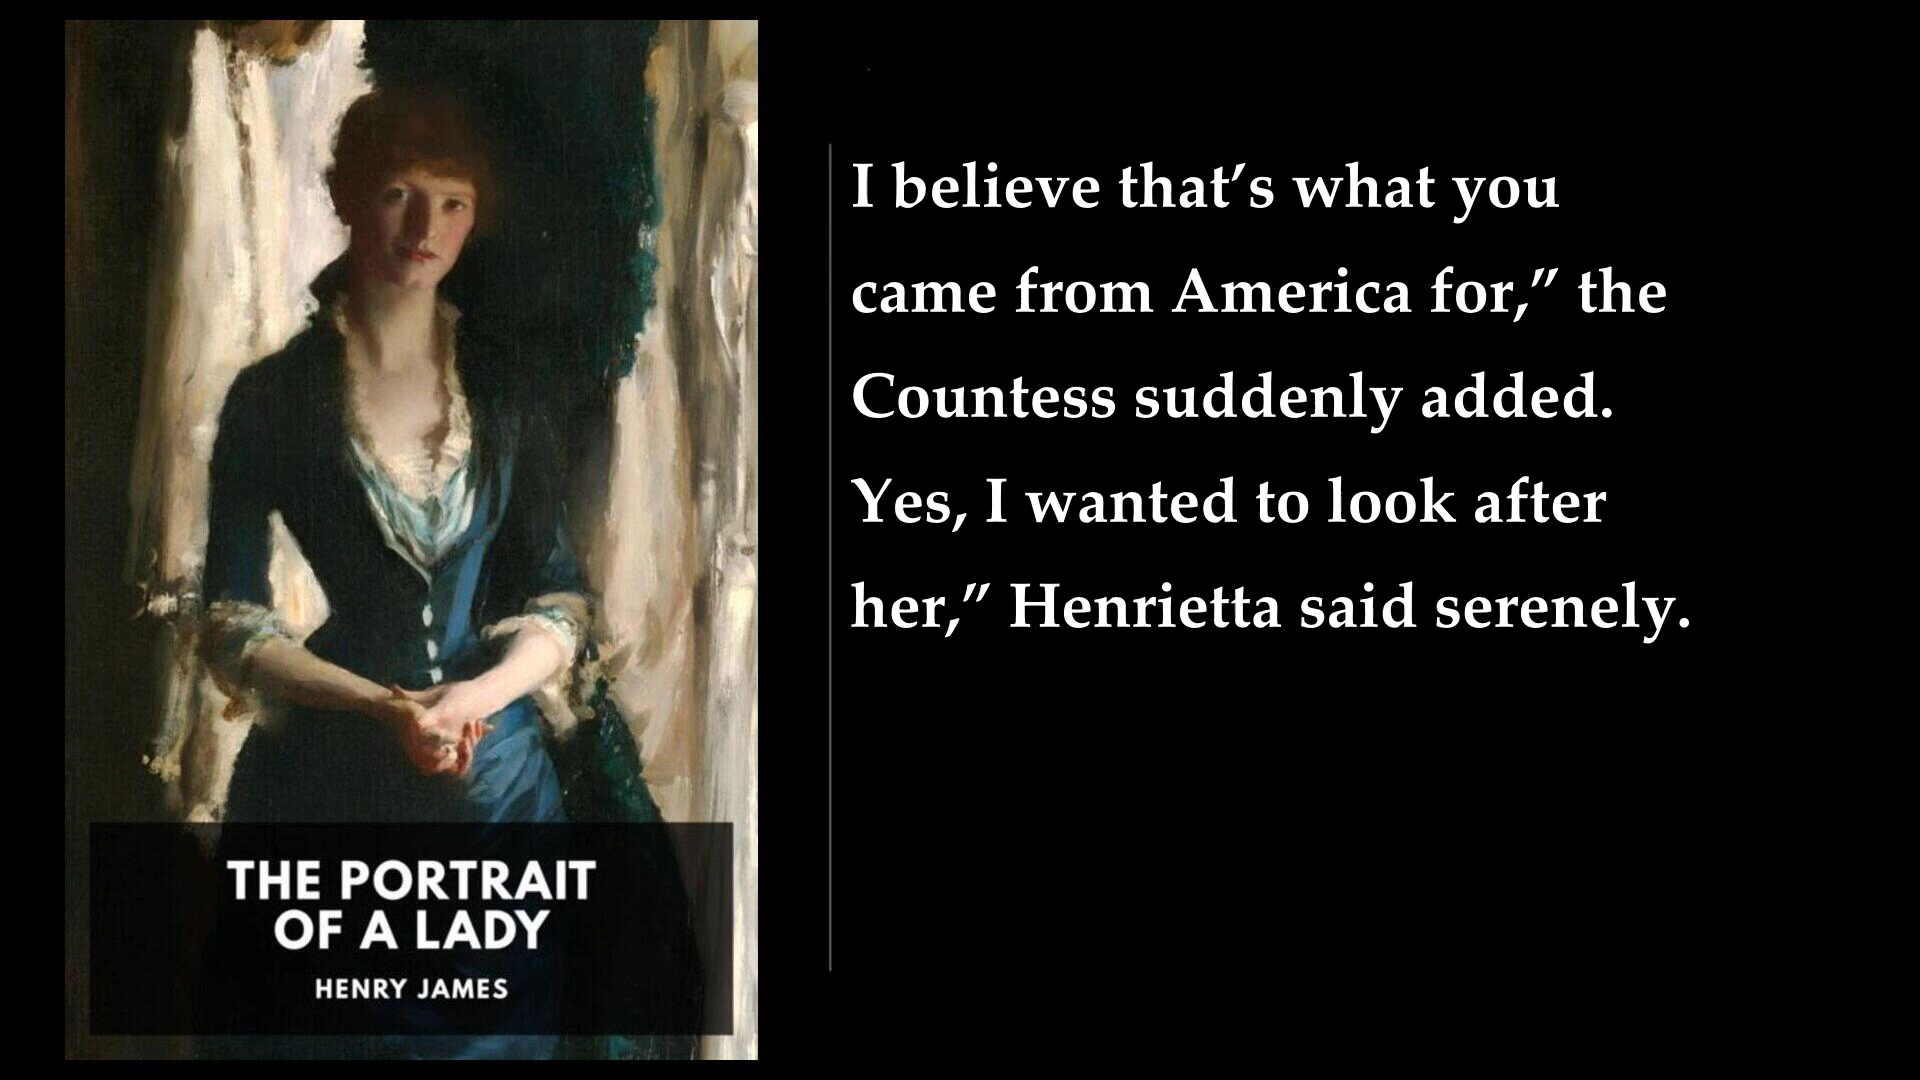 THE PORTRAIT
OF A LADY
HENRY JAMES
I believe that’s what you
came from America for,” the
Countess suddenly added.
Yes, I wanted to look after
her,” Henrietta said serenely.